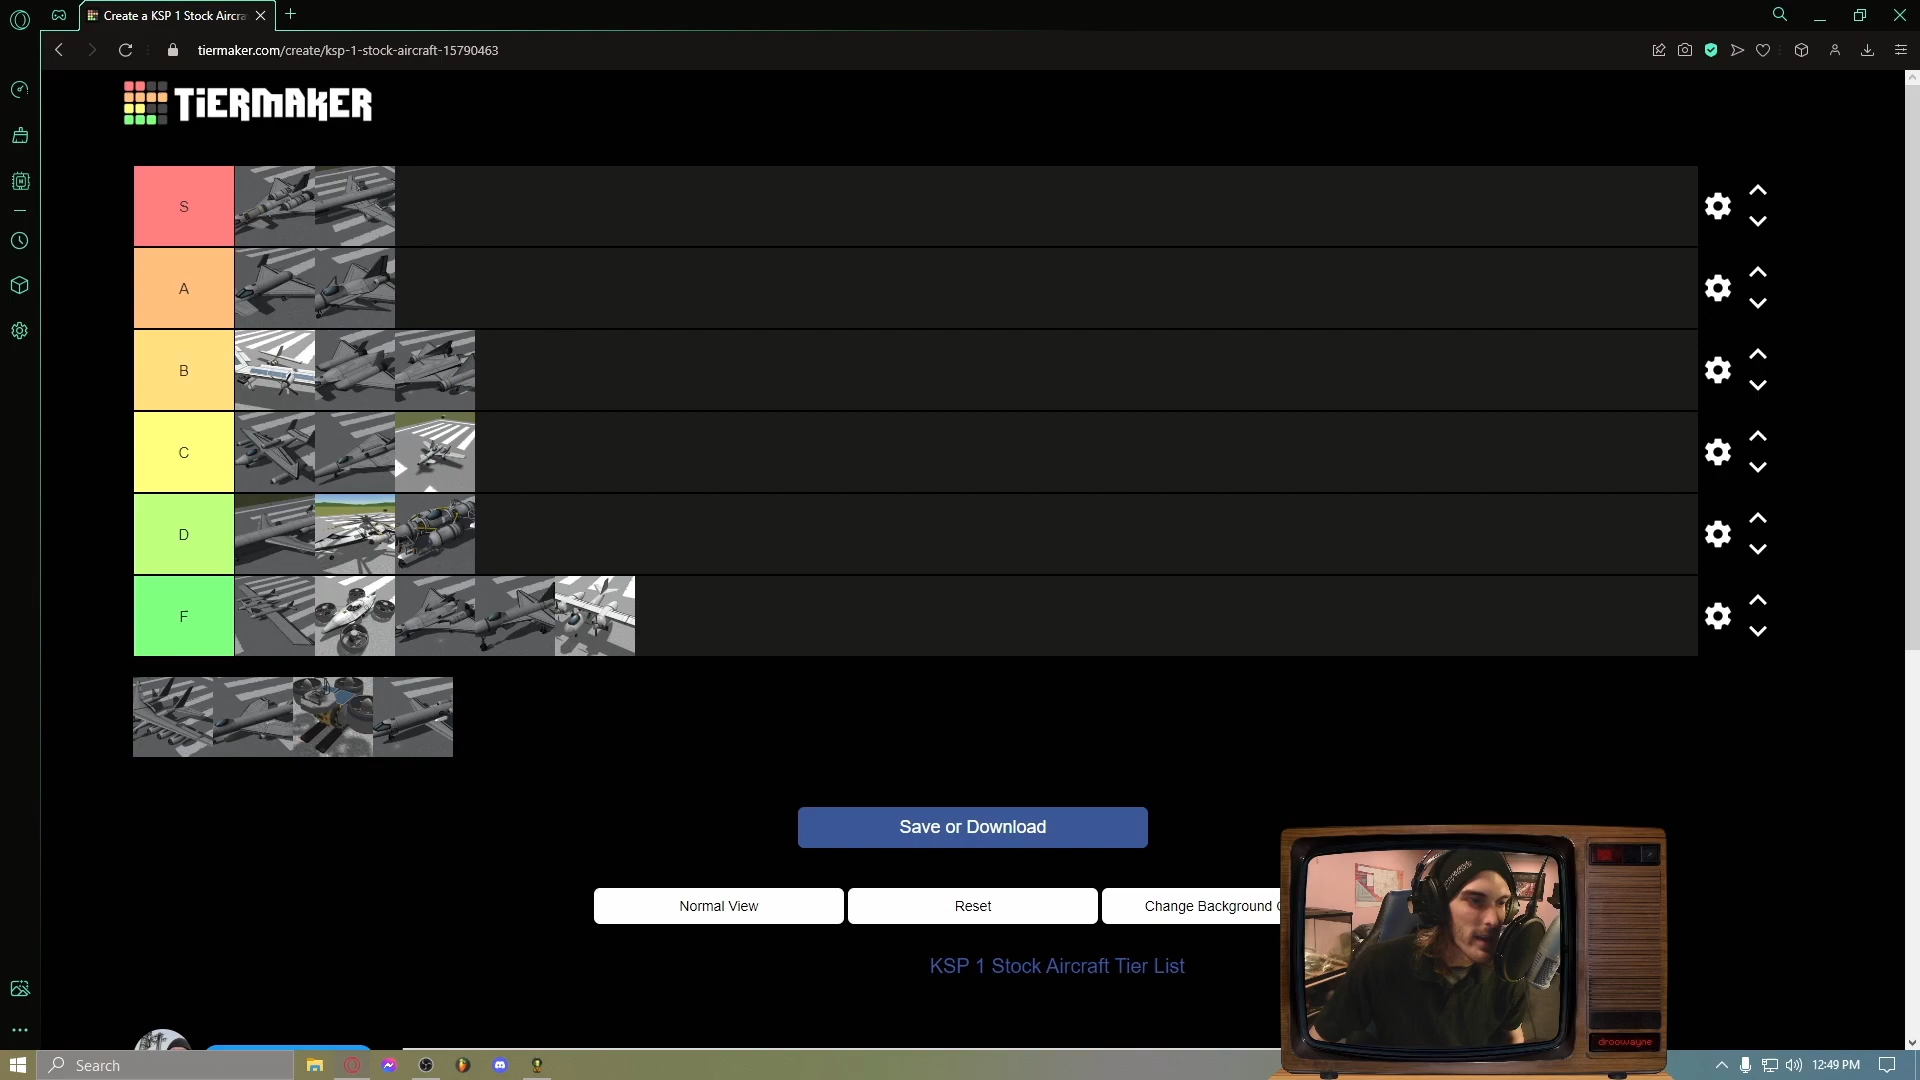 Create a KSP 1 Stock Aircra
tiermaker.com/create/ksp-1-stock-aircraft-15790463
TIERMAKER
S
A
B
C
D
F
Save or Download
Normal View
Reset
Change Background
KSP 1 Stock Aircraft Tier List
droowayne
Search
12:49 PM